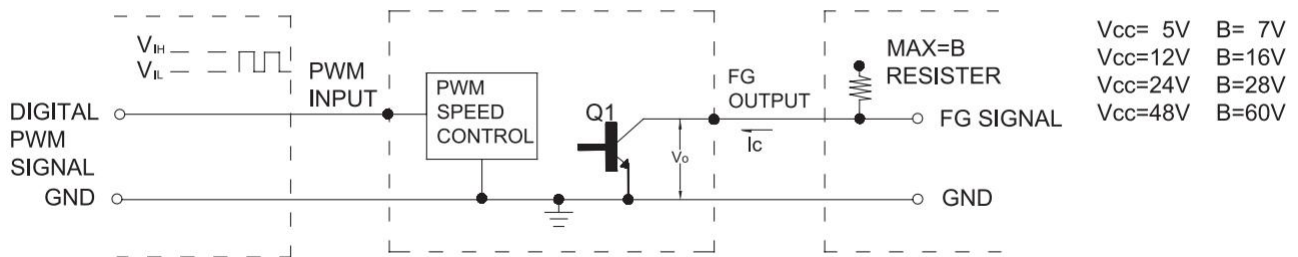 VIH
VIL
PWM
INPUT
DIGITAL
PWM
SIGNAL
GND
PWM
SPEED
CONTROL
Q1
Vo
FG
OUTPUT
Ic
MAX=B
RESISTER
FG SIGNAL
GND
Vcc= 5V B= 7V
Vcc=12V B=16V
Vcc=24V B=28V
Vcc=48V B=60V